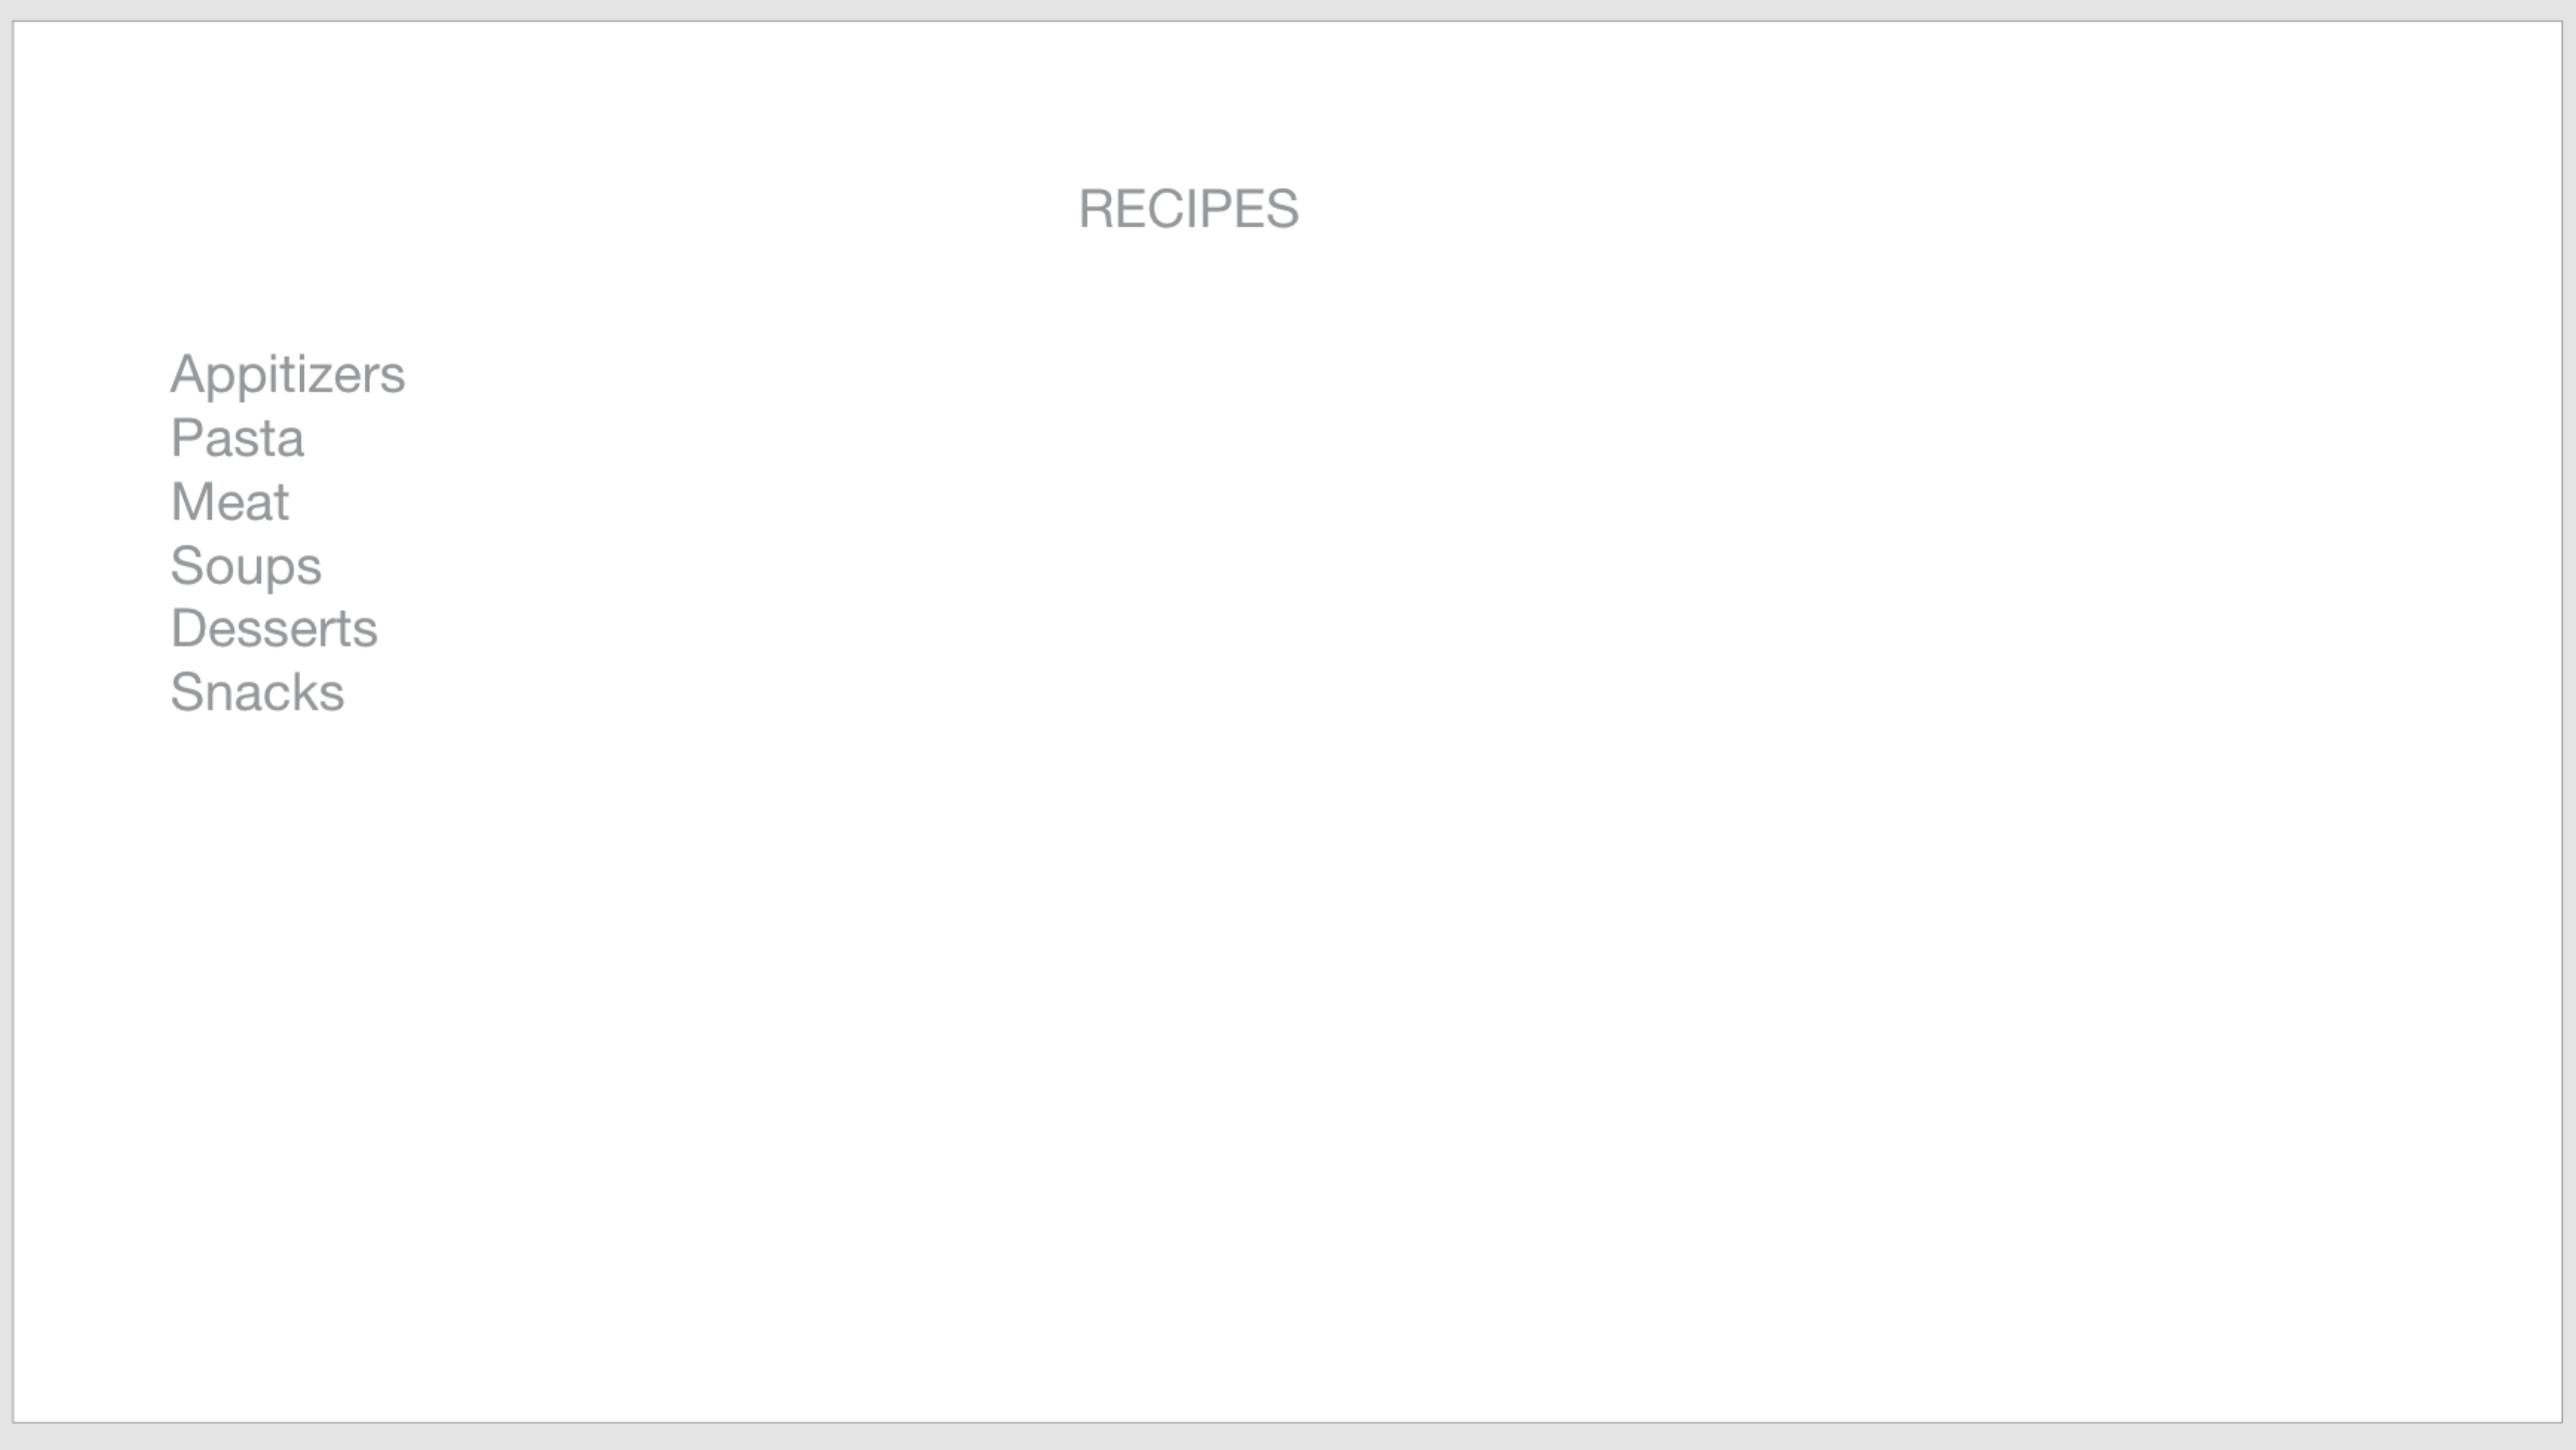 RECIPES
Appitizers
Pasta
Meat
Soups
Desserts
Snacks